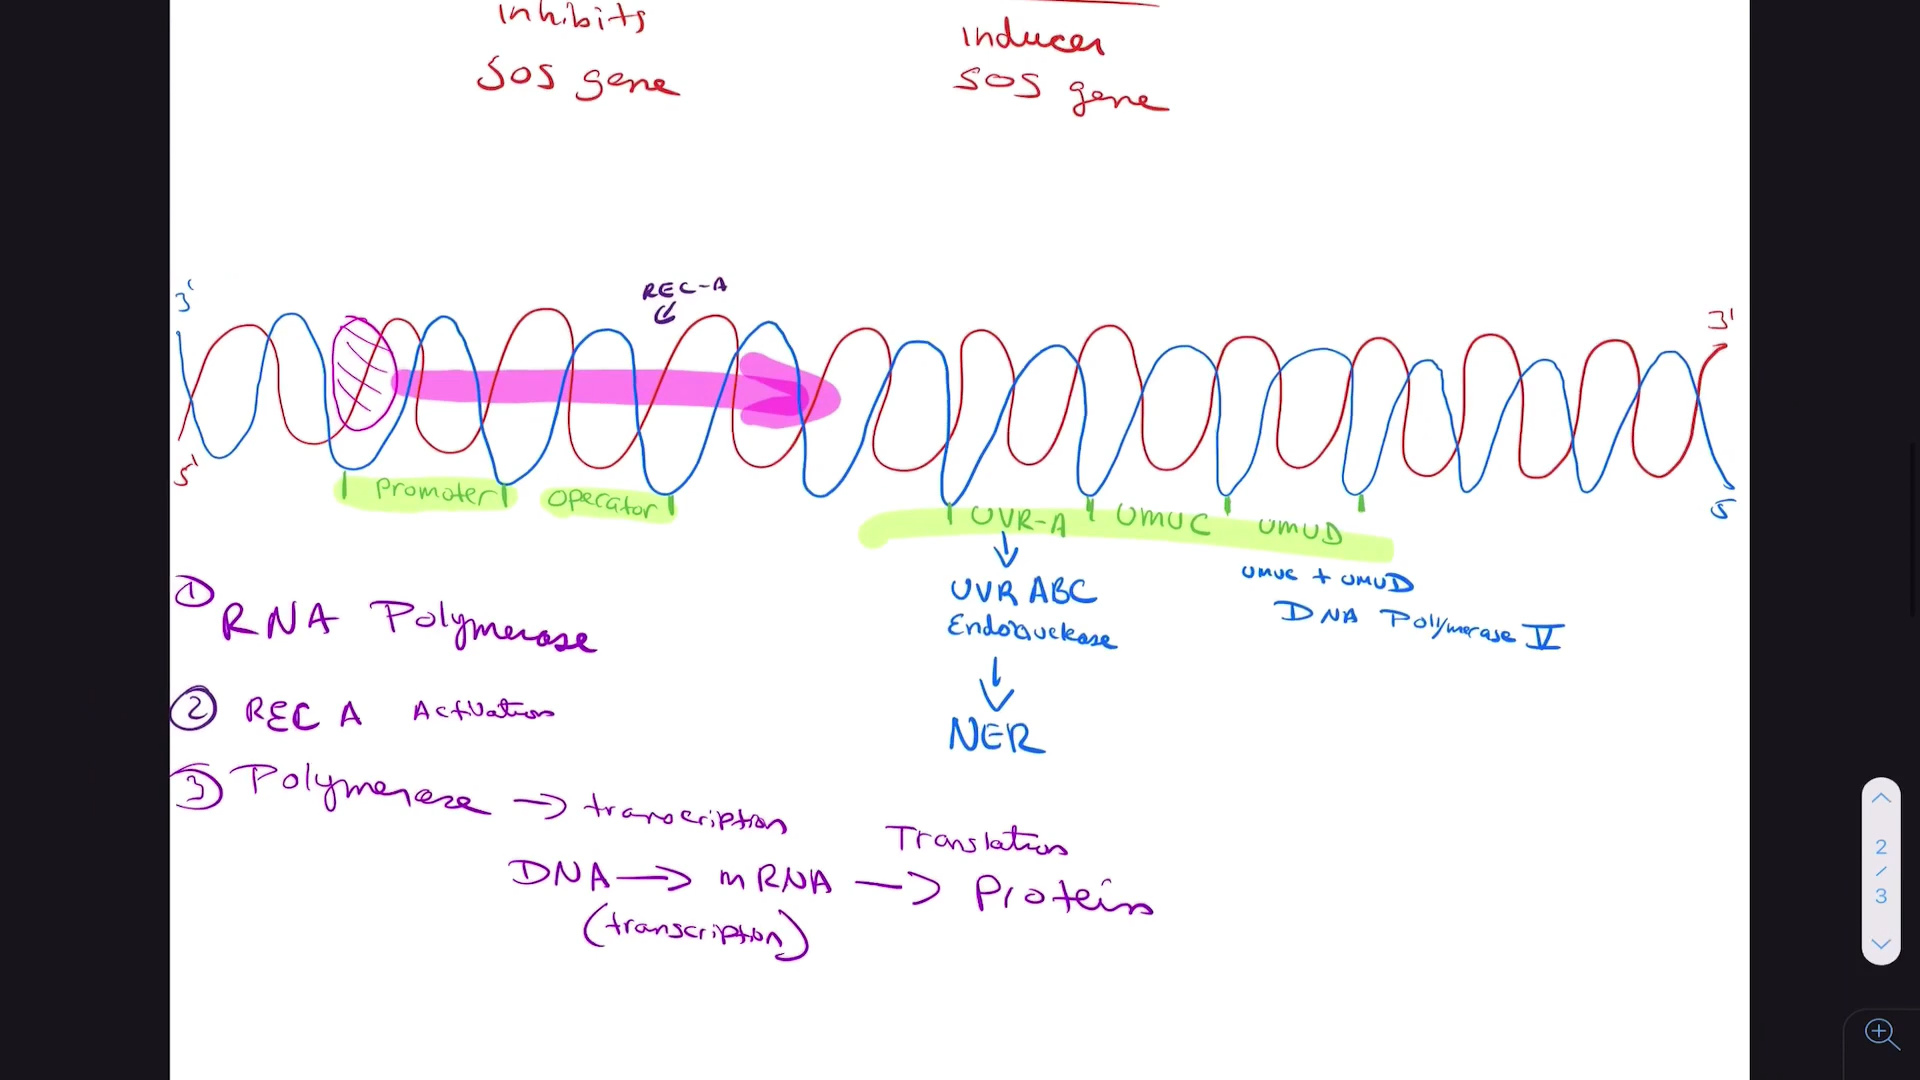 inhibits
SOS gene
induces
SOS gene
REC-A
3'
5'
3'
5
Promoter
operator
UVR-A
UMUC
UMUD
UVR ABC
Endonuclease
NER
UMUC + UMUD
DNA Polymerase V
① RNA Polymerase
② REC A Activation
③ Polymerase → transcription
Translation
DNA → mRNA → Proteins
(transcription)
2
/
3